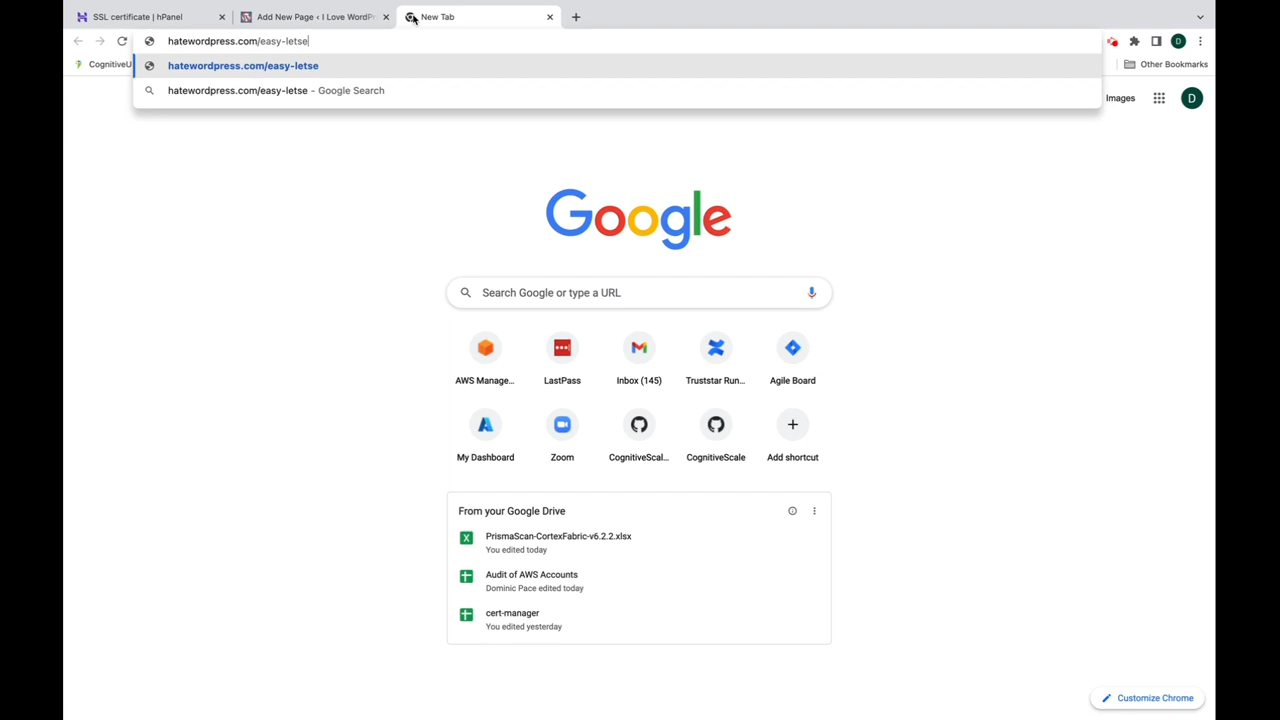 SSL certificate | hPanel
Add New Page ‹ I Love WordPr
New Tab
hatewordpress.com/easy-letse
hatewordpress.com/easy-letse
hatewordpress.com/easy-letse - Google Search
CognitiveU
Other Bookmarks
D
Images
D
Google
Search Google or type a URL
AWS Manage...
LastPass
Inbox (145)
Truststar Run...
Agile Board
My Dashboard
Zoom
CognitiveScal...
CognitiveScale
Add shortcut
From your Google Drive
PrismaScan-CortexFabric-v6.2.2.xlsx
You edited today
Audit of AWS Accounts
Dominic Pace edited today
cert-manager
You edited yesterday
Customize Chrome